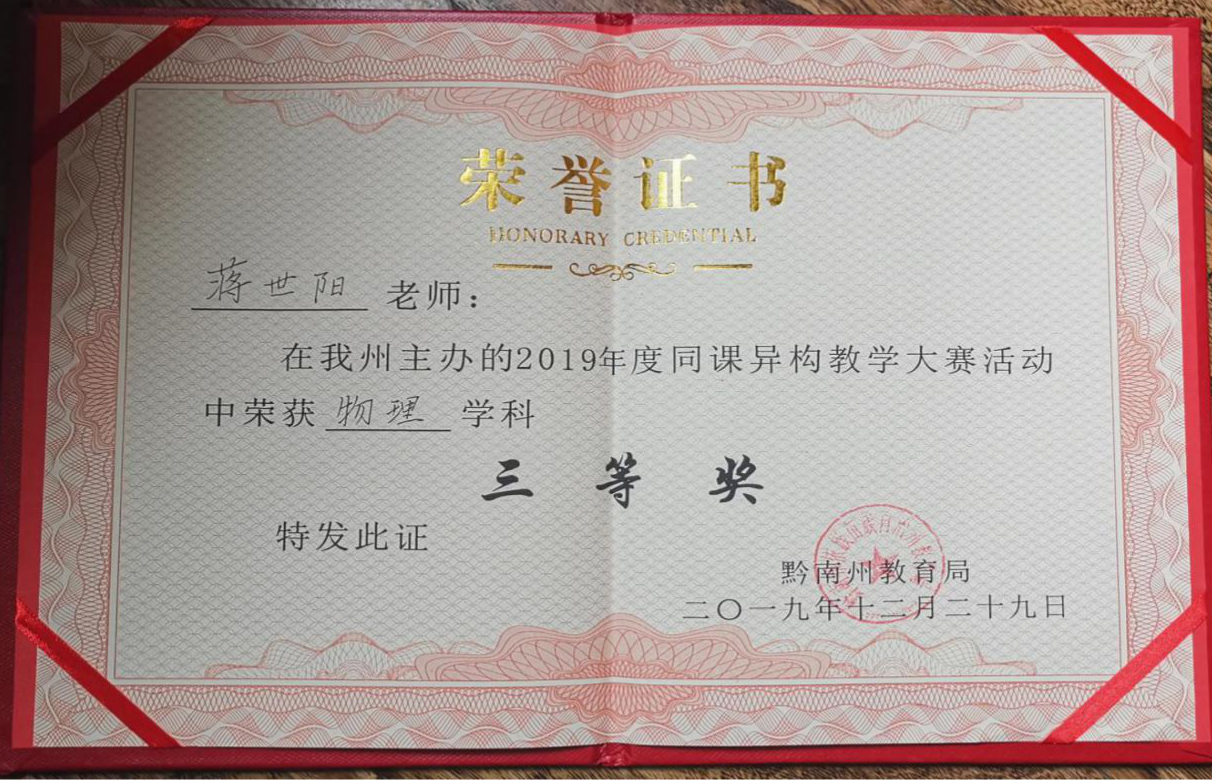 荣誉证书
HONORARY CREDENTIAL
蒋世阳 老师：
在我州主办的2019年度同课异构教学大赛活动
中荣获 物理 学科
三等奖
特发此证
黔南州教育局
二〇一九年十二月二十九日